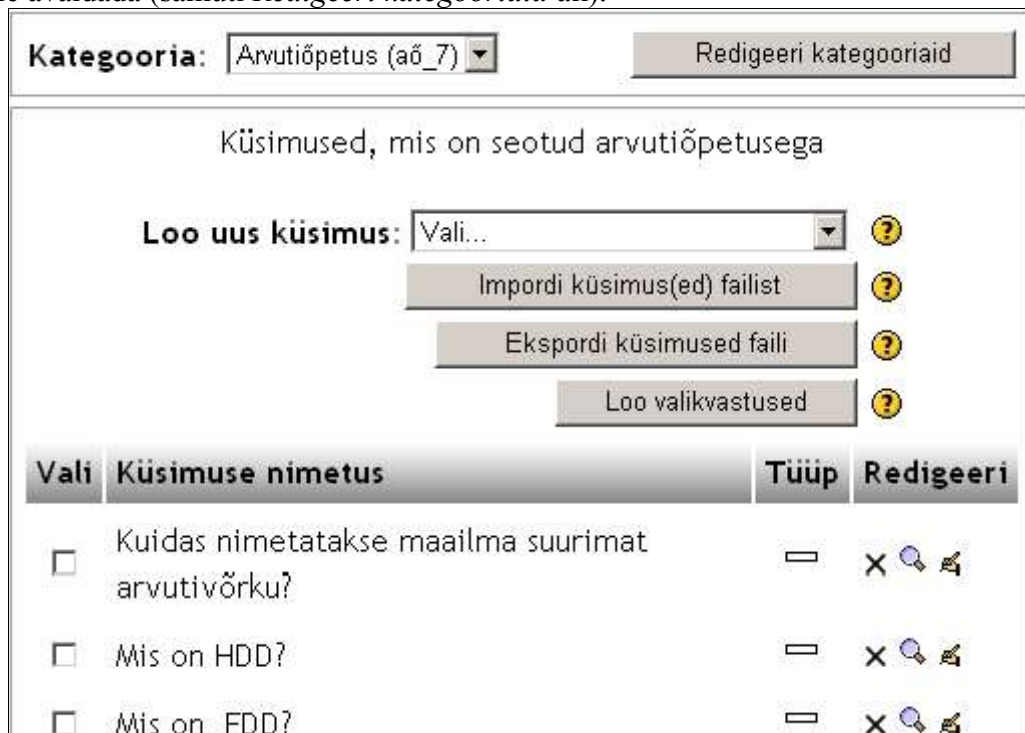 Kategooria: Arvutiõpetus (aõ_7) Redigeeri kategooriaid
Küsimused, mis on seotud arvutiõpetusega
Loo uus küsimus: Vali...
Impordi küsimus(ed) failist
Ekspordi küsimused faili
Loo valikvastused
Vali Küsimuse nimetus Tüüp Redigeeri
Kuidas nimetatakse maailma suurimat
arvutivõrku?
Mis on HDD?
Mis on FDD?